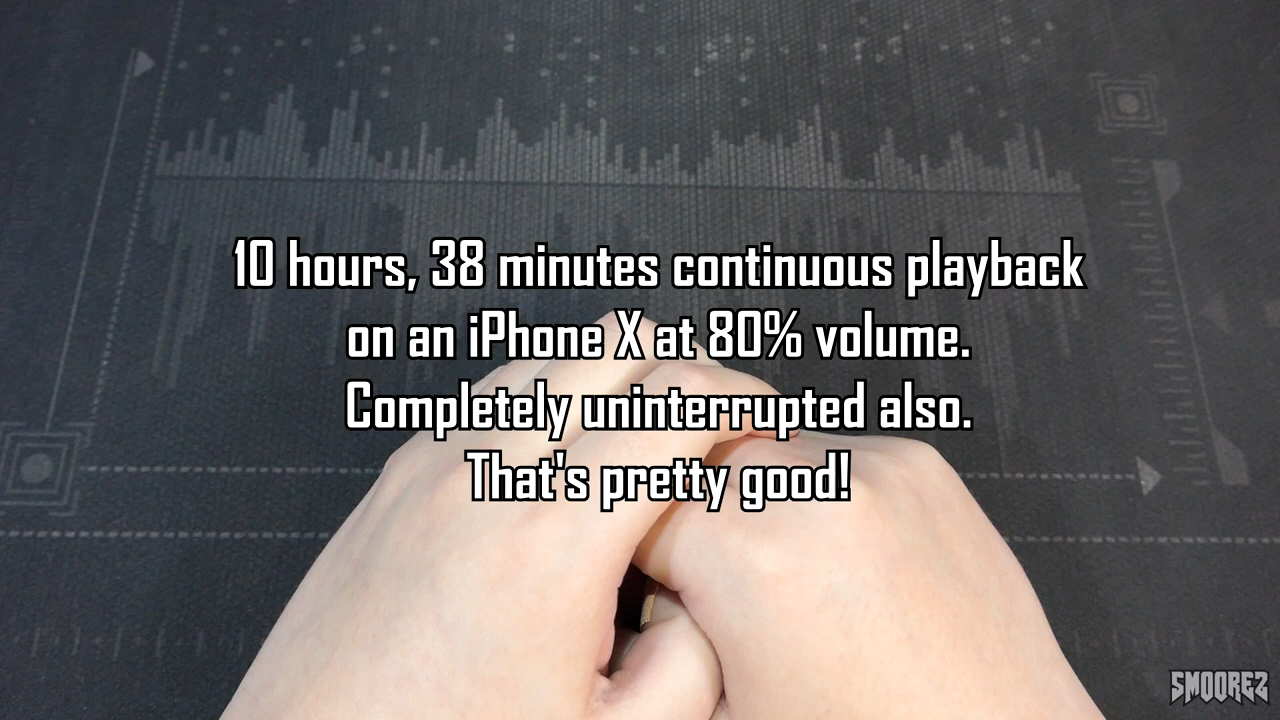 10 hours, 38 minutes continuous playback
on an iPhone X at 80% volume.
Completely uninterrupted also.
That's pretty good!
SMOOREZ